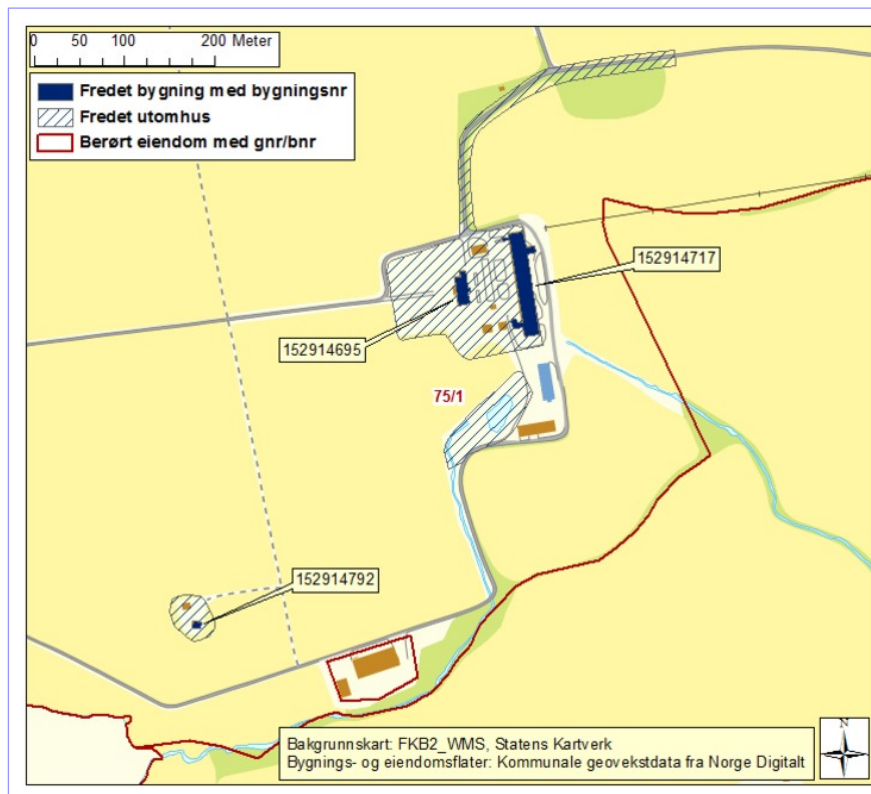 0 50 100 200 Meter
Fredet bygning med bygningsnr
Fredet utomhus
Berørt eiendom med gnr/bnr
152914717
152914695
75/1
152914792
Bakgrunnskart: FKB2_WMS, Statens Kartverk
Bygnings- og eiendomsflater: Kommunale geovekstdata fra Norge Digitalt
N